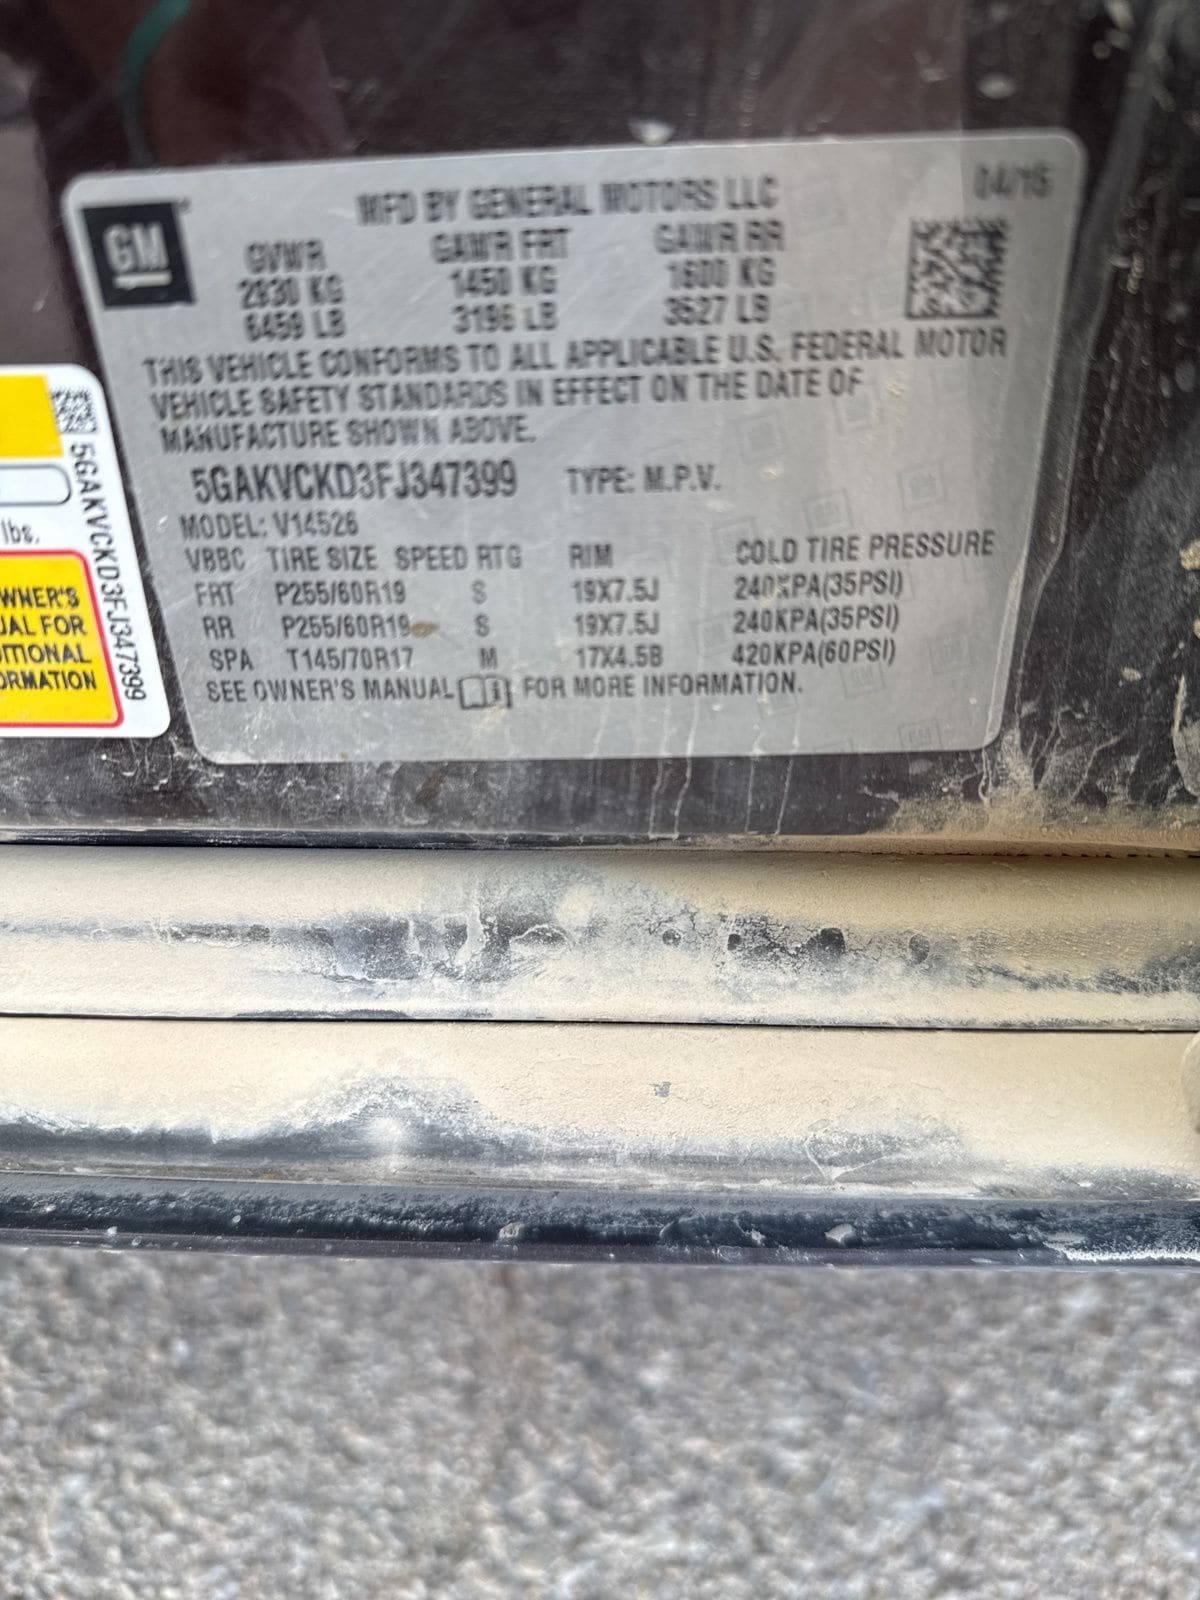 GM
MFD BY GENERAL MOTORS LLC
04/15
GVWR GAWR FRT GAWR RR
2930 KG 1450 KG 1600 KG
6459 LB 3196 LB 3527 LB
THIS VEHICLE CONFORMS TO ALL APPLICABLE U.S. FEDERAL MOTOR
VEHICLE SAFETY STANDARDS IN EFFECT ON THE DATE OF
MANUFACTURE SHOWN ABOVE.
5GAKVCKD3FJ347399 TYPE: M.P.V.
MODEL: V14526
VBBC TIRE SIZE SPEED RTG RIM COLD TIRE PRESSURE
FRT P255/60R19 S 19X7.5J 240KPA(35PSI)
RR P255/60R19 S 19X7.5J 240KPA(35PSI)
SPA T145/70R17 M 17X4.5B 420KPA(60PSI)
SEE OWNER'S MANUAL FOR MORE INFORMATION.
5GAKVCKD3FJ347399
lbs.
WNER'S
UAL FOR
ITIONAL
ORMATION